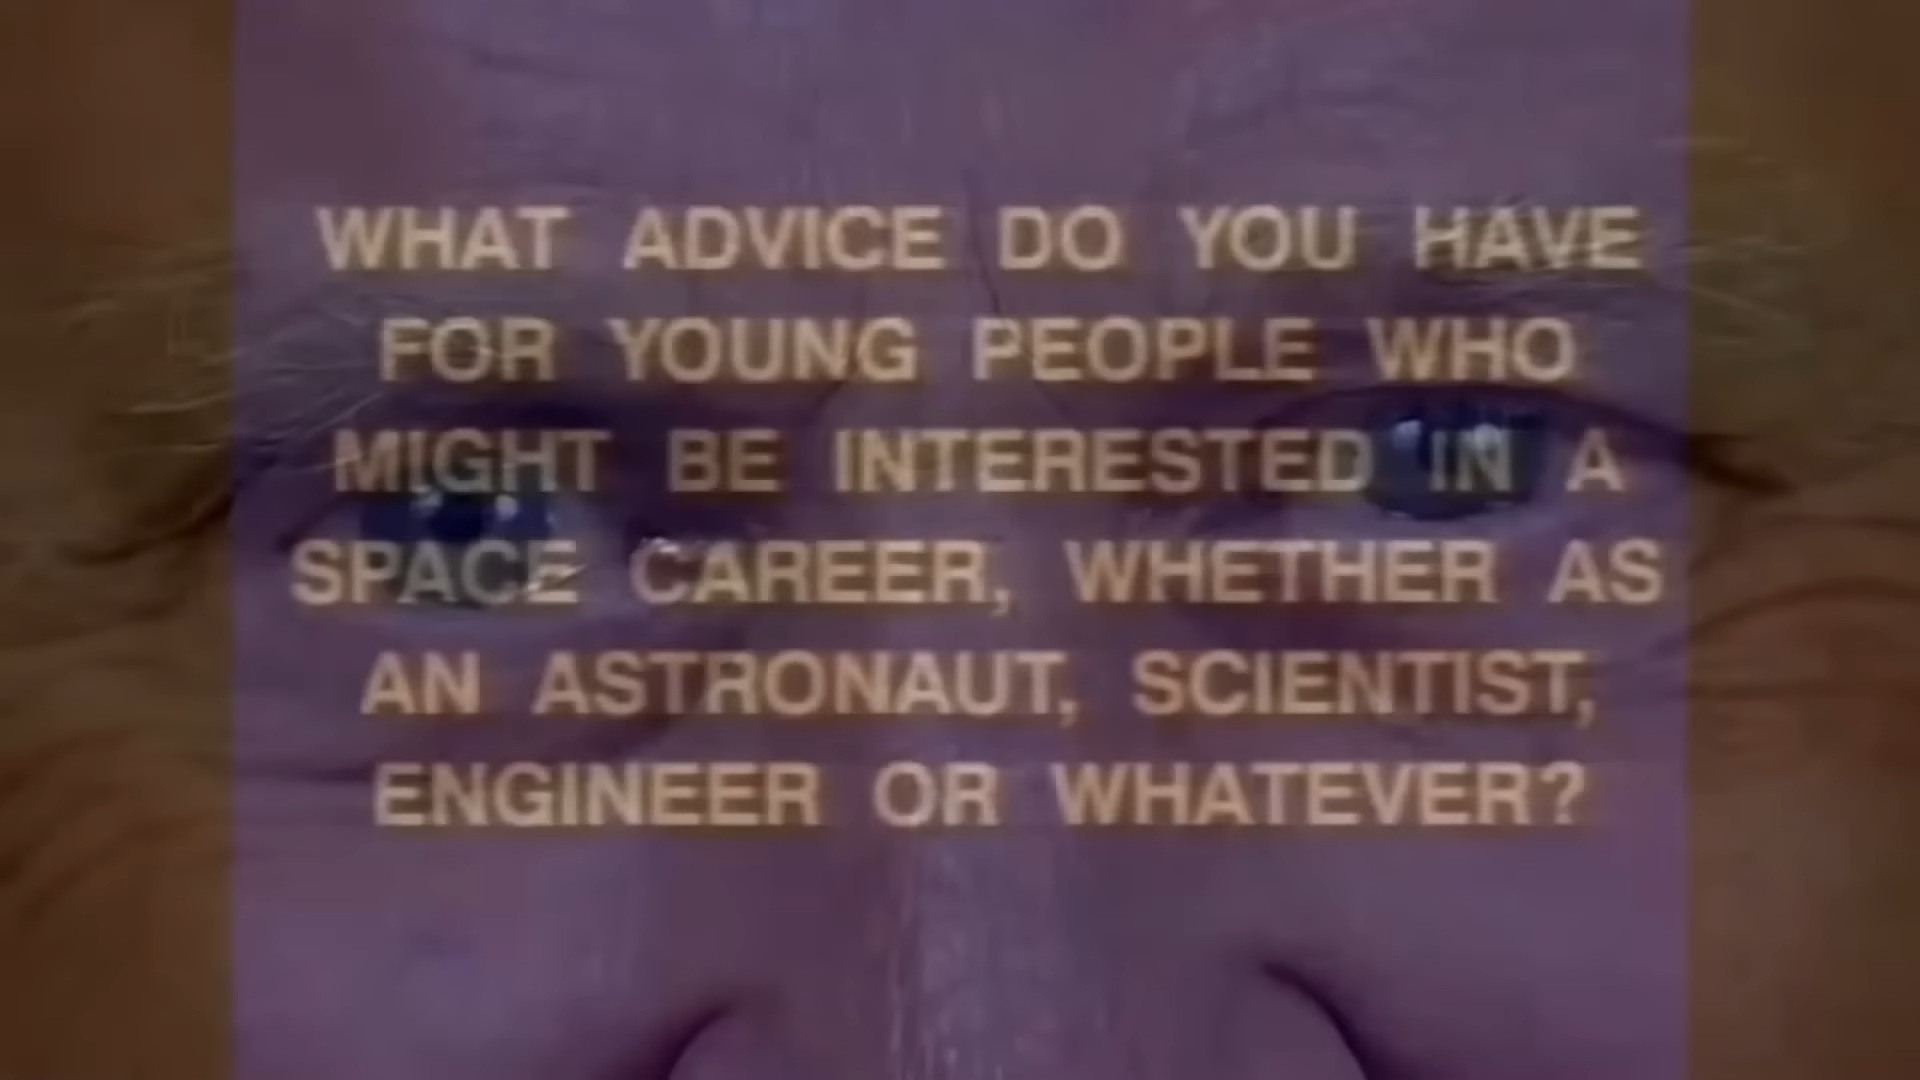 WHAT ADVICE DO YOU HAVE
FOR YOUNG PEOPLE WHO
MIGHT BE INTERESTED IN A
SPACE CAREER, WHETHER AS
AN ASTRONAUT, SCIENTIST,
ENGINEER OR WHATEVER?